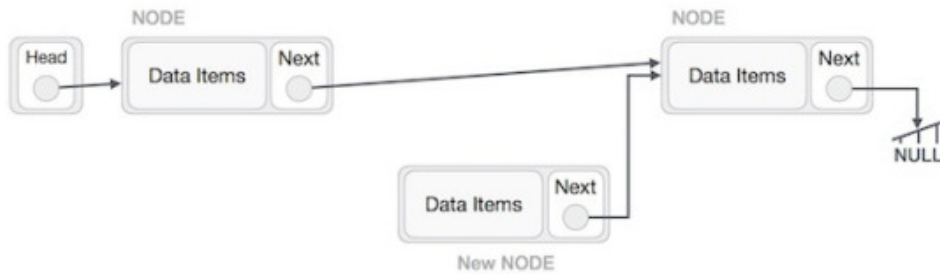 NODE
NODE
Head
Data Items
Next
Data Items
Next
NULL
Data Items
Next
New NODE